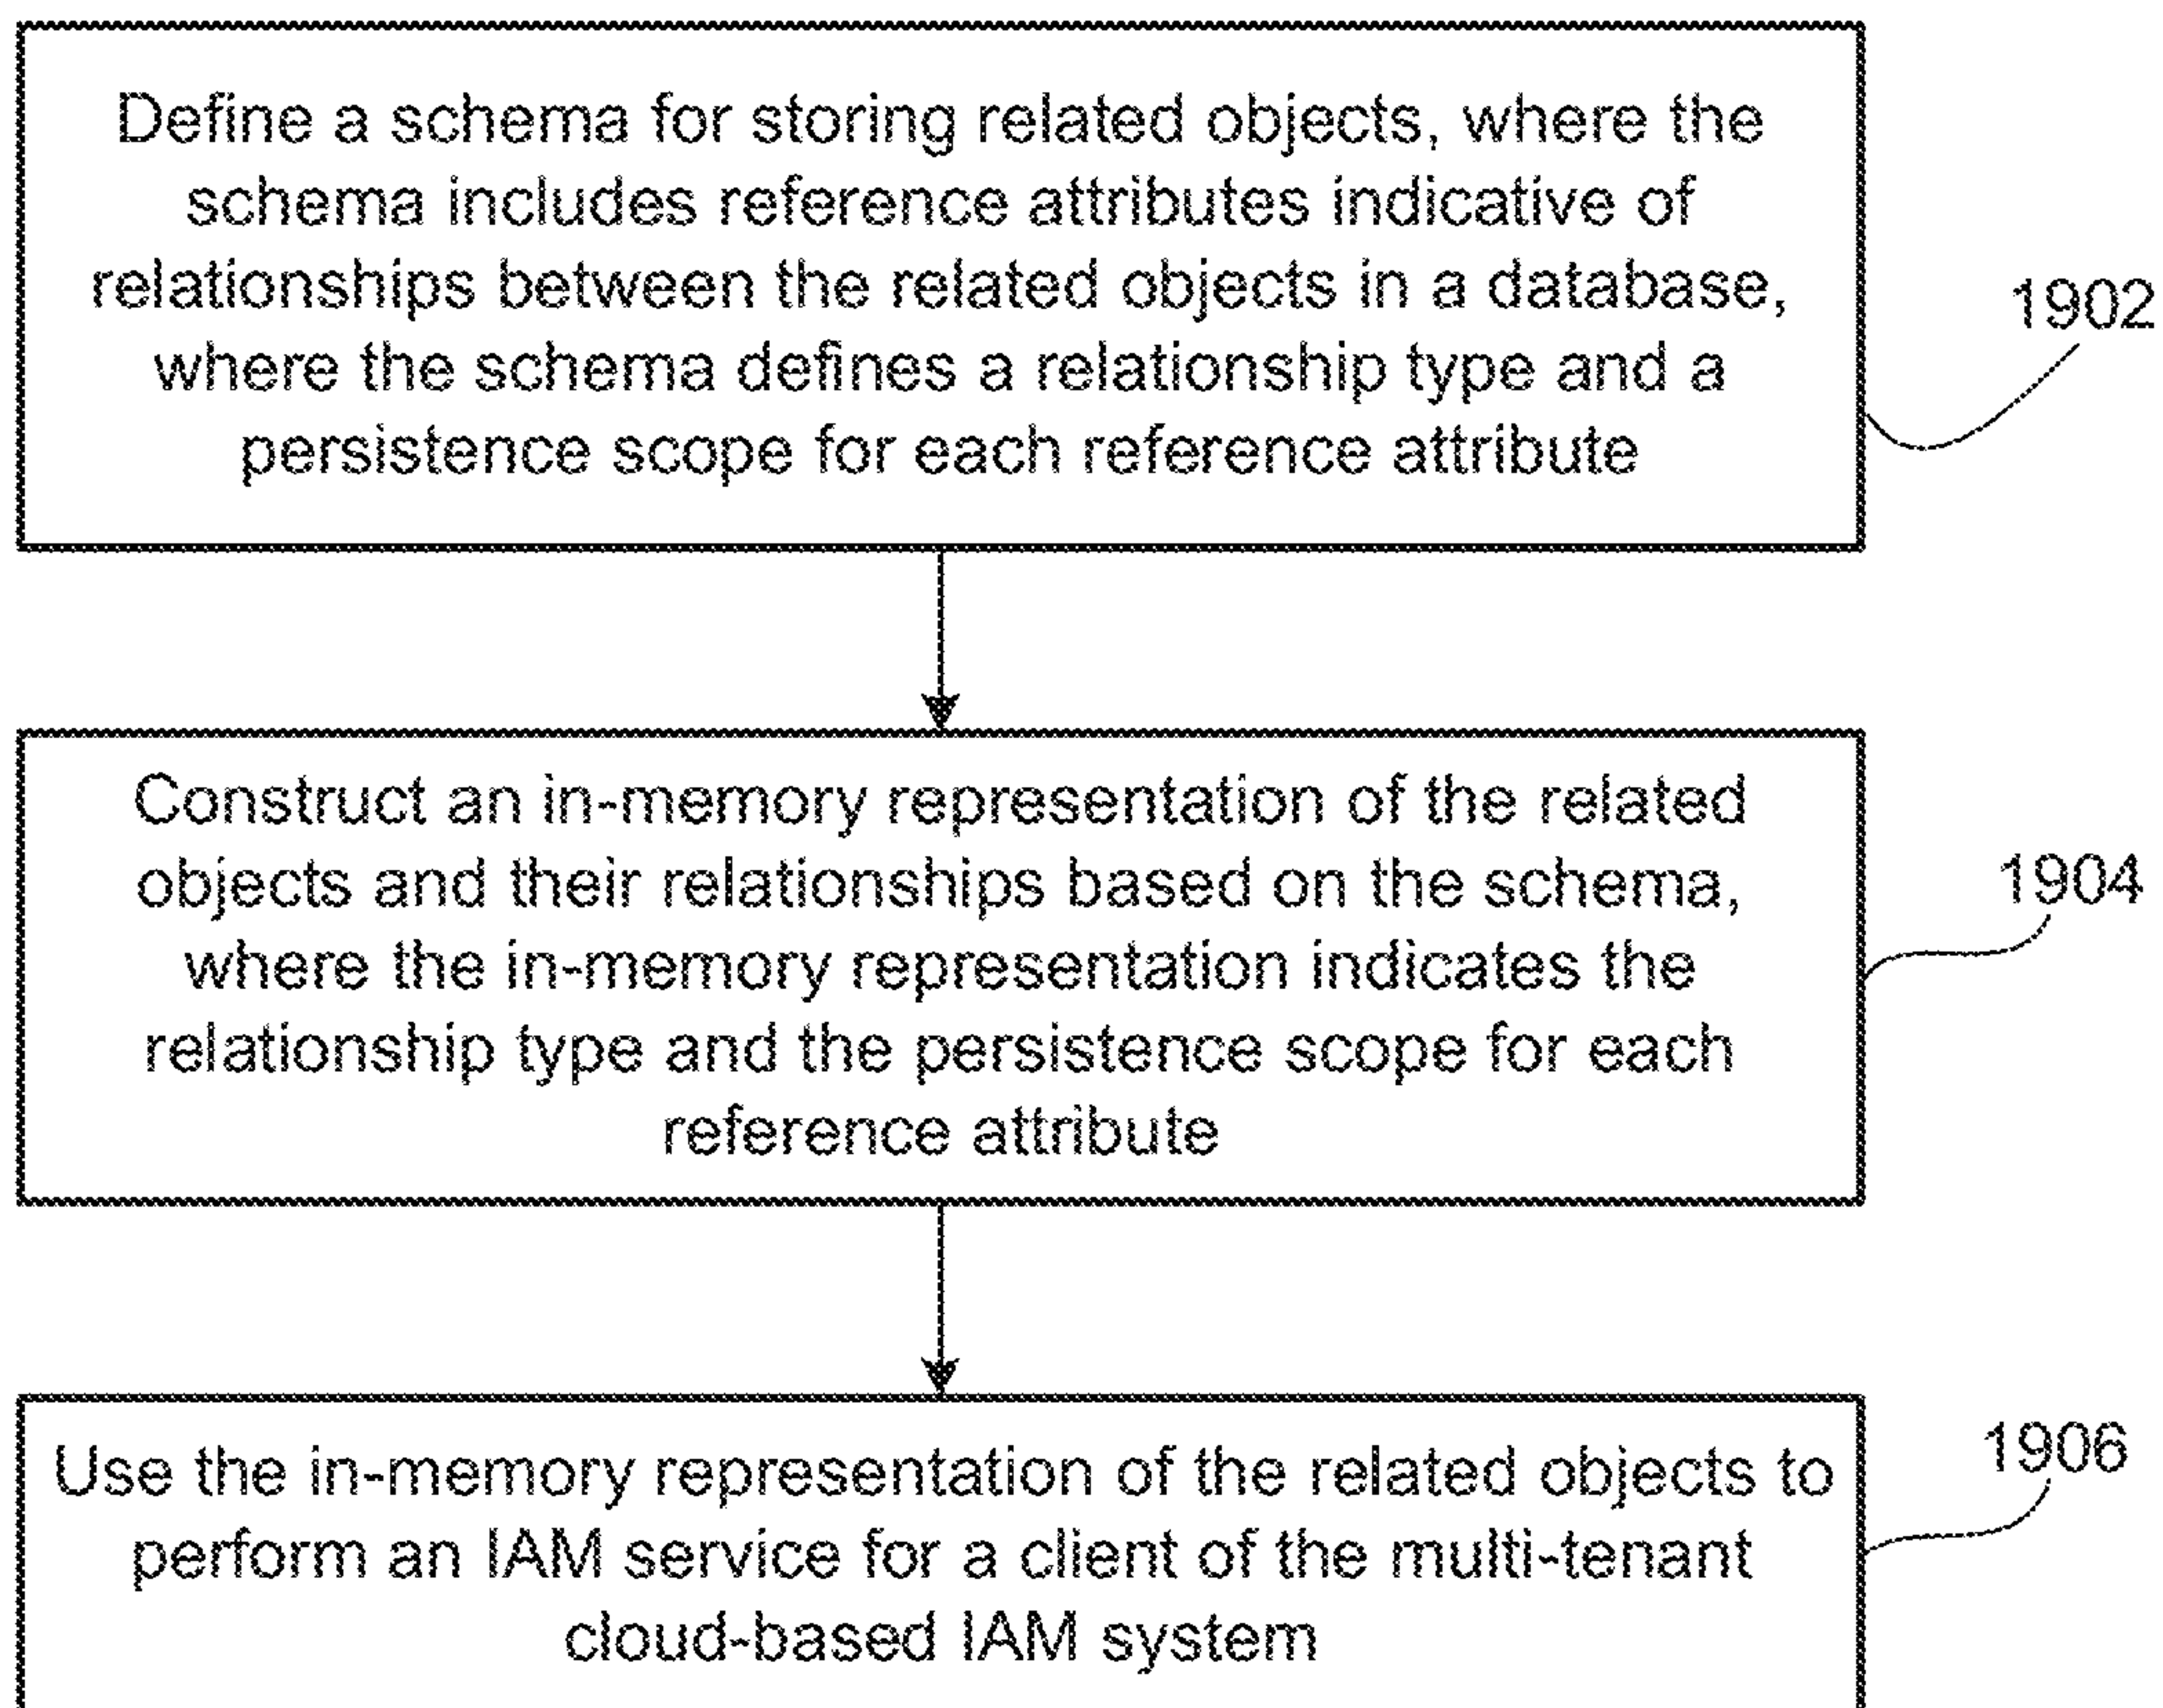 Define a schema for storing related objects, where the
schema includes reference attributes indicative of
relationships between the related objects in a database,
where the schema defines a relationship type and a
persistence scope for each reference attribute
1902
Construct an in-memory representation of the related
objects and their relationships based on the schema,
where the in-memory representation indicates the
relationship type and the persistence scope for each
reference attribute
1904
Use the in-memory representation of the related objects to
perform an IAM service for a client of the multi-tenant
cloud-based IAM system
1906